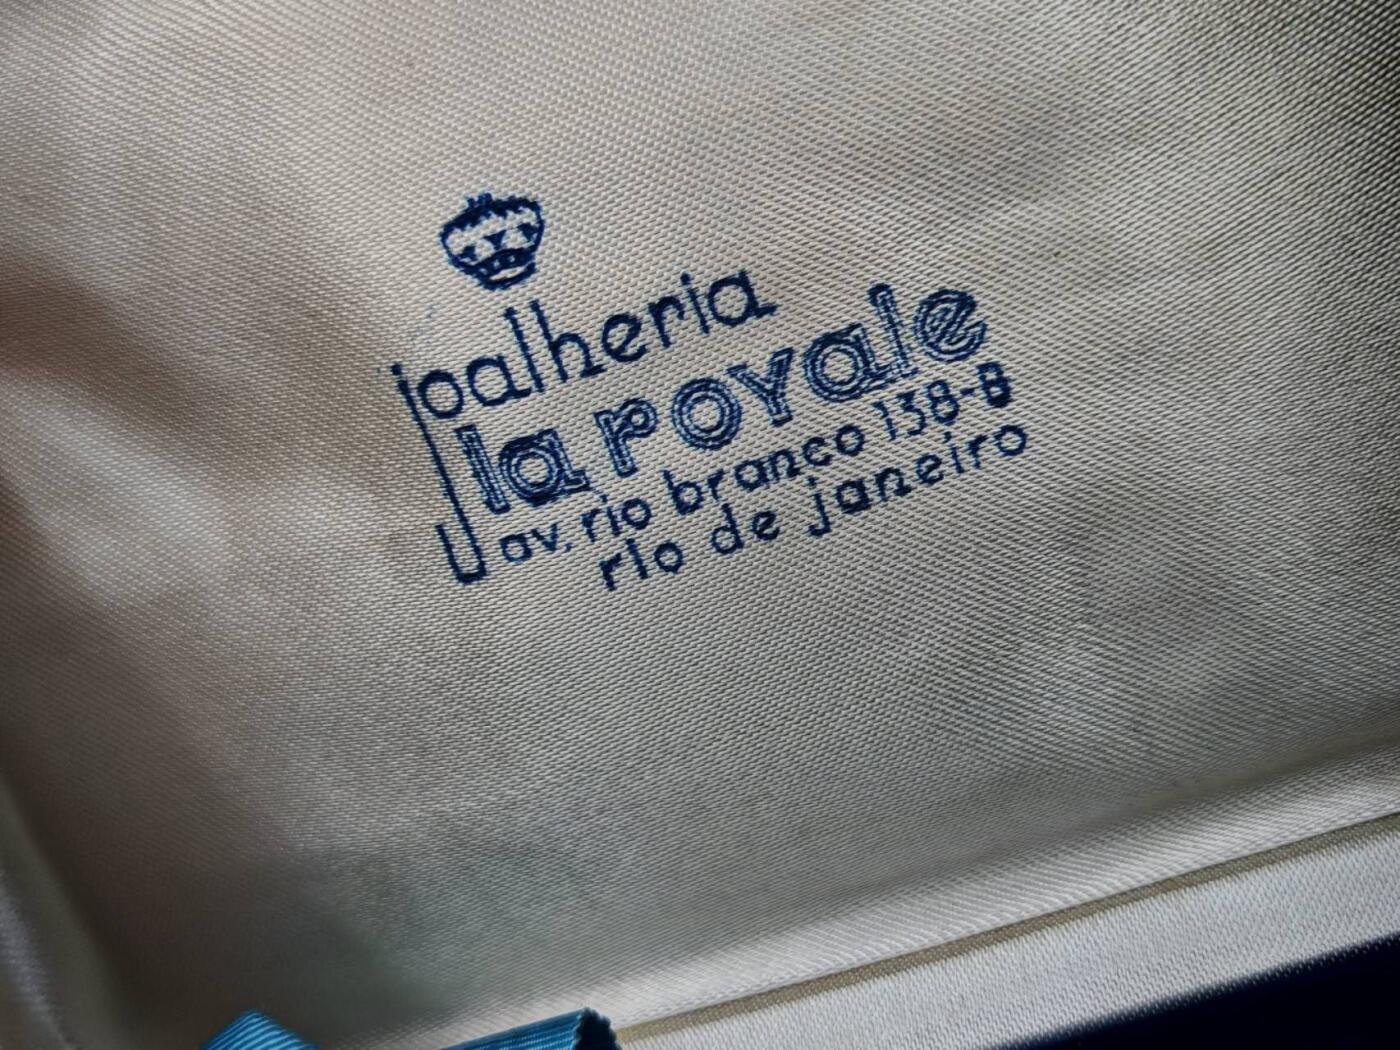 joalheria
la royale
av. rio branco 138-B
rio de janeiro